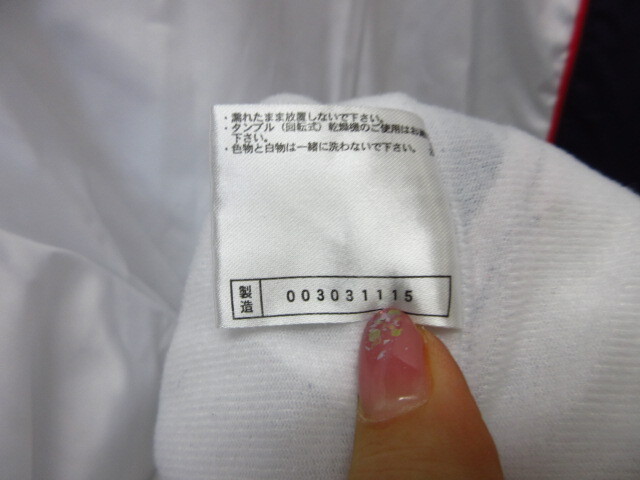 ・濡れたまま放置しないで下さい。
・タンブル（回転式）乾燥機のご使用はお
下さい。
・色物と白物は一緒に洗わないで下さい。
製造 003031115